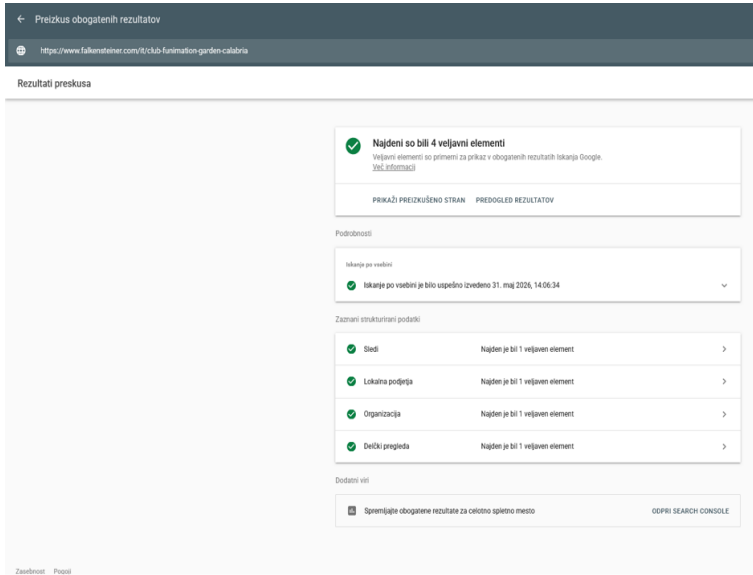 Preizkus obogatenih rezultatov
https://www.falkensteiner.com/it/club-funimation-garden-calabria
Rezultati preskusa
Najdeni so bili 4 veljavni elementi
Veljavni elementi so primerni za prikaz v obogatenih rezultatih Iskanja Google.
Več informacij
PRIKAŽI PREIZKUŠENO STRAN PREDOGLED REZULTATOV
Podrobnosti
Iskanje po vsebini
Iskanje po vsebini je bilo uspešno izvedeno 31. maj 2026, 14:06:34
Zaznani strukturirani podatki
Sledi Najden je bil 1 veljaven element
Lokalna podjetja Najden je bil 1 veljaven element
Organizacija Najden je bil 1 veljaven element
Delčki pregleda Najden je bil 1 veljaven element
Dodatni viri
Spremljajte obogatene rezultate za celotno spletno mesto ODPRI SEARCH CONSOLE
Zasebnost Pogoji